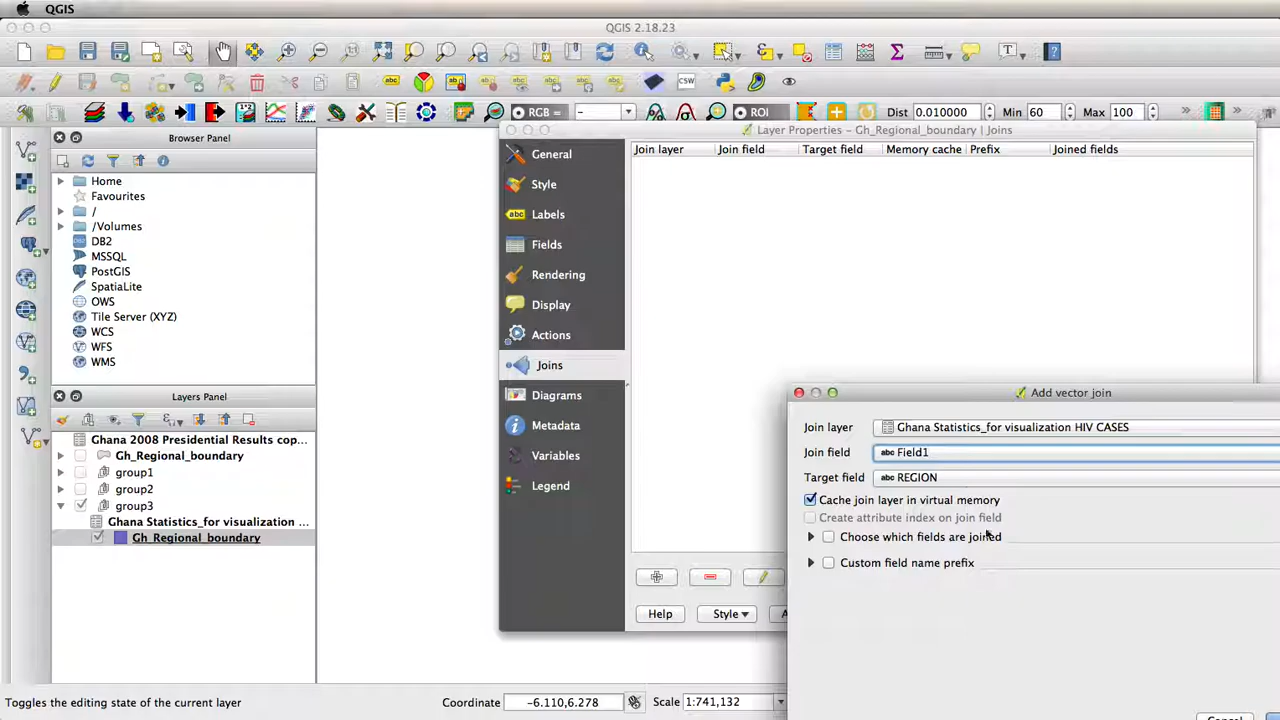 QGIS
QGIS 2.18.23
RGB =
-
ROI
Dist
0.010000
Min
60
Max
100
Browser Panel
Home
Favourites
/
/Volumes
DB2
MSSQL
PostGIS
SpatiaLite
OWS
Tile Server (XYZ)
WCS
WFS
WMS
Layers Panel
Ghana 2008 Presidential Results cop...
Gh_Regional_boundary
group1
group2
group3
Ghana Statistics_for visualization ...
Gh_Regional_boundary
Layer Properties - Gh_Regional_boundary | Joins
General
Style
Labels
Fields
Rendering
Display
Actions
Joins
Diagrams
Metadata
Variables
Legend
Join layer
Join field
Target field
Memory cache
Prefix
Joined fields
Help
Style
Add vector join
Join layer
Ghana Statistics_for visualization HIV CASES
Join field
abc Field1
Target field
abc REGION
Cache join layer in virtual memory
Create attribute index on join field
Choose which fields are joined
Custom field name prefix
Toggles the editing state of the current layer
Coordinate
-6.110,6.278
Scale
1:741,132